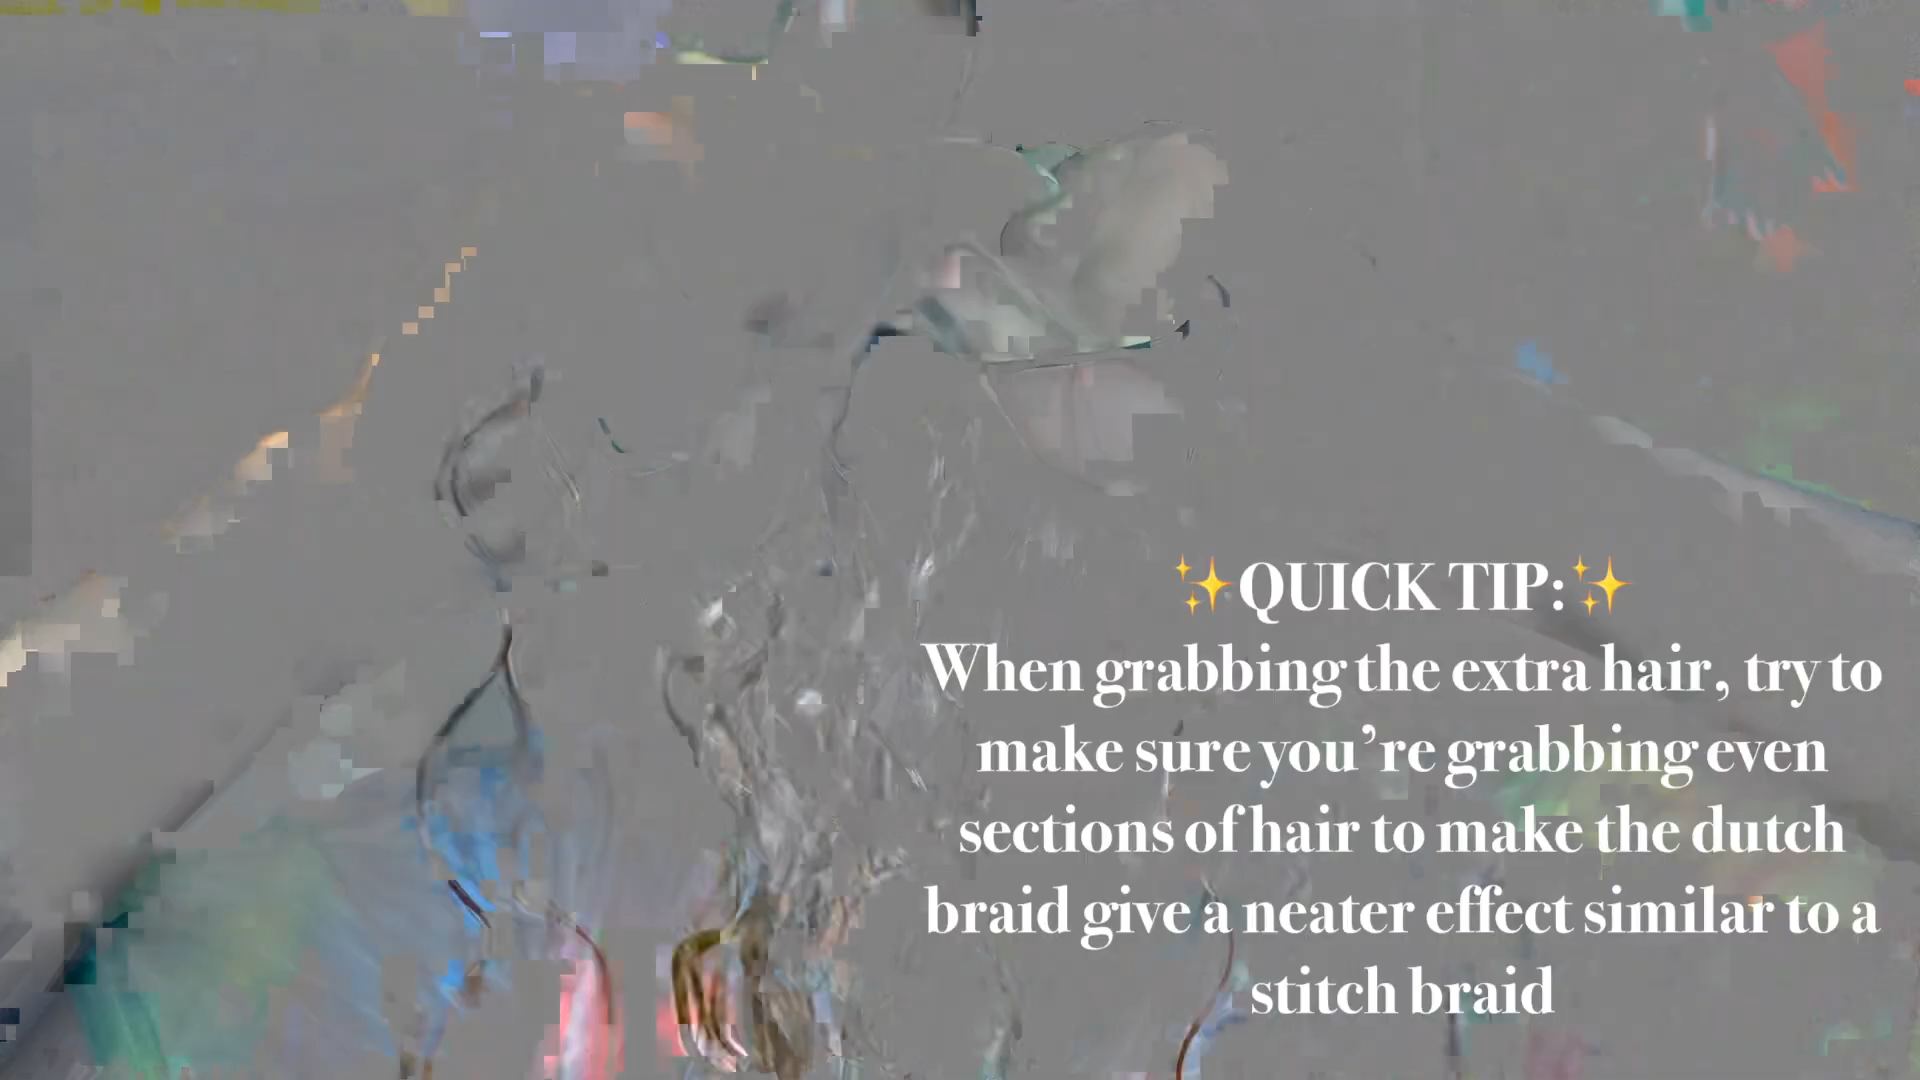 ✨QUICK TIP:✨
When grabbing the extra hair, try to
make sure you’re grabbing even
sections of hair to make the dutch
braid give a neater effect similar to a
stitch braid